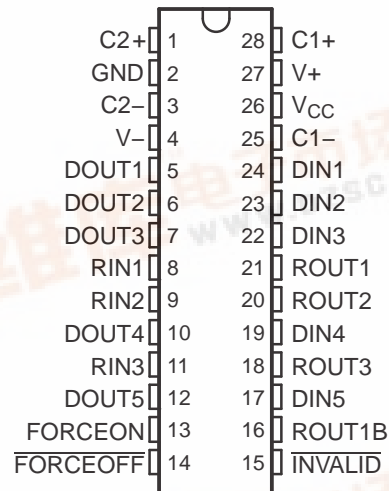 C2+ 1 28 C1+
GND 2 27 V+
C2− 3 26 VCC
V− 4 25 C1−
DOUT1 5 24 DIN1
DOUT2 6 23 DIN2
DOUT3 7 22 DIN3
RIN1 8 21 ROUT1
RIN2 9 20 ROUT2
DOUT4 10 19 DIN4
RIN3 11 18 ROUT3
DOUT5 12 17 DIN5
FORCEON 13 16 ROUT1B
FORCEOFF 14 15 INVALID